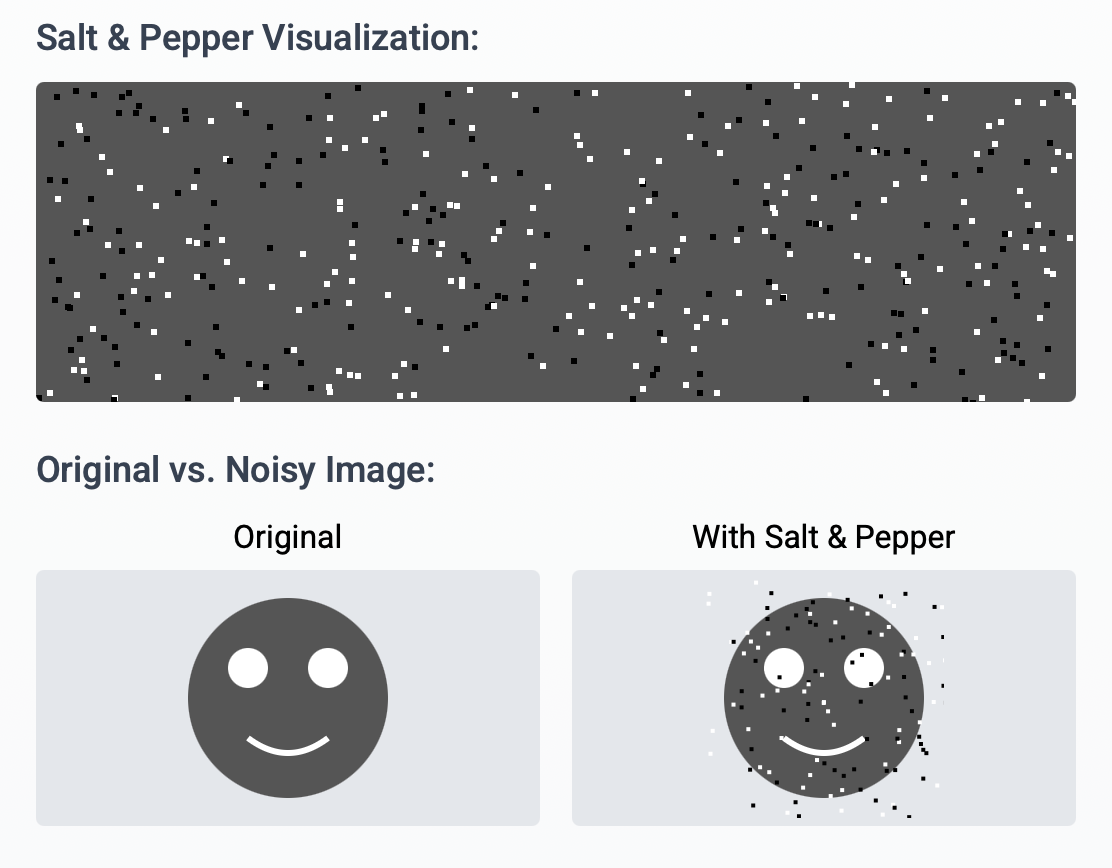 Salt & Pepper Visualization:
Original vs. Noisy Image:
Original
With Salt & Pepper